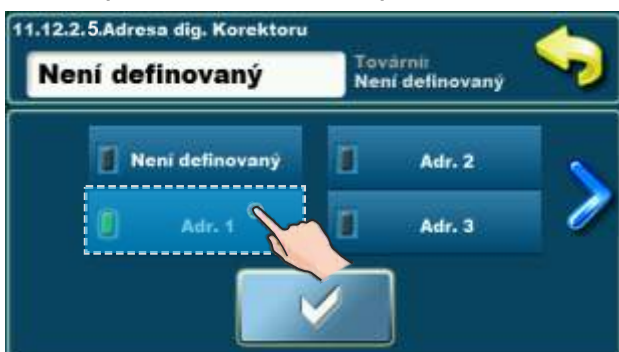 11.12.2.5.Adresa dig. Korektoru
Není definovaný
Továrni:
Není definovaný
Není definovaný
Adr. 2
Adr. 1
Adr. 3